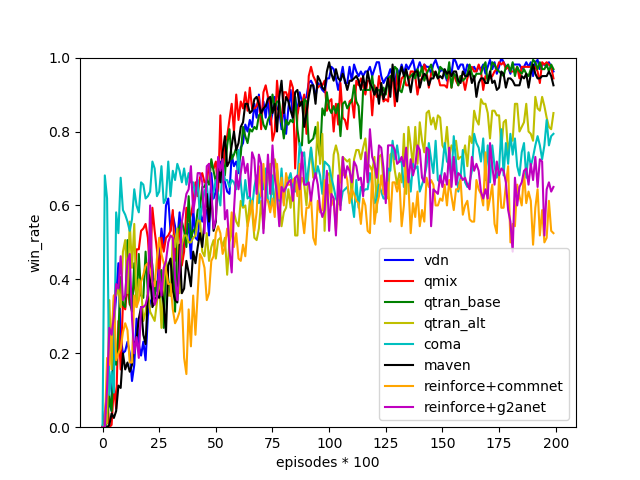 1.0
0.8
0.6
0.4
0.2
0.0
win_rate
0 25 50 75 100 125 150 175 200
episodes * 100
vdn
qmix
qtran_base
qtran_alt
coma
maven
reinforce+commnet
reinforce+g2anet